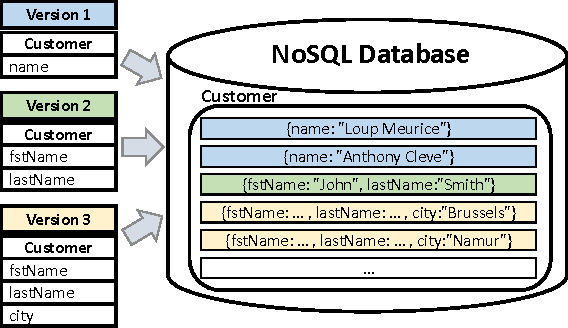 Version 1
Customer
name
Version 2
Customer
fstName
lastName
Version 3
Customer
fstName
lastName
city
NoSQL Database
Customer
{name: "Loup Meurice"}
{name: "Anthony Cleve"}
{fstName: "John", lastName:"Smith"}
{fstName: ... , lastName: ... , city:"Brussels"}
{fstName: ... , lastName: ... , city:"Namur"}
...